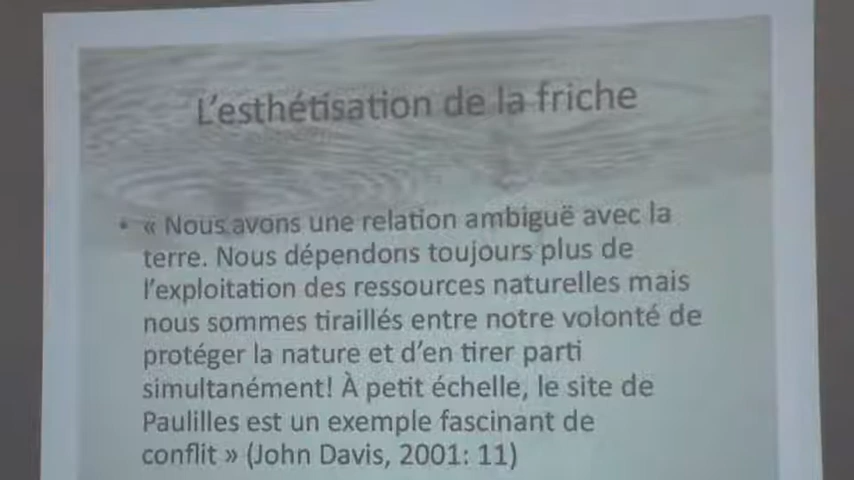 L'esthétisation de la friche
• « Nous avons une relation ambiguë avec la
terre. Nous dépendons toujours plus de
l'exploitation des ressources naturelles mais
nous sommes tiraillés entre notre volonté de
protéger la nature et d'en tirer parti
simultanément! À petit échelle, le site de
Paulilles est un exemple fascinant de
conflit » (John Davis, 2001: 11)